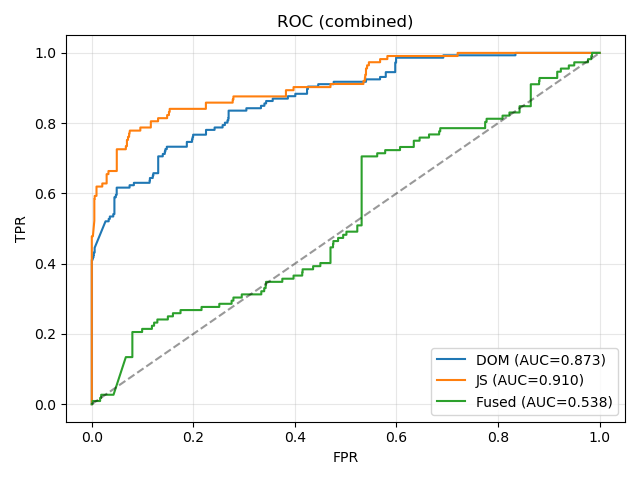 ROC (combined)
TPR
1.0
0.8
0.6
0.4
0.2
0.0
DOM (AUC=0.873)
JS (AUC=0.910)
Fused (AUC=0.538)
0.0 0.2 0.4 0.6 0.8 1.0
FPR